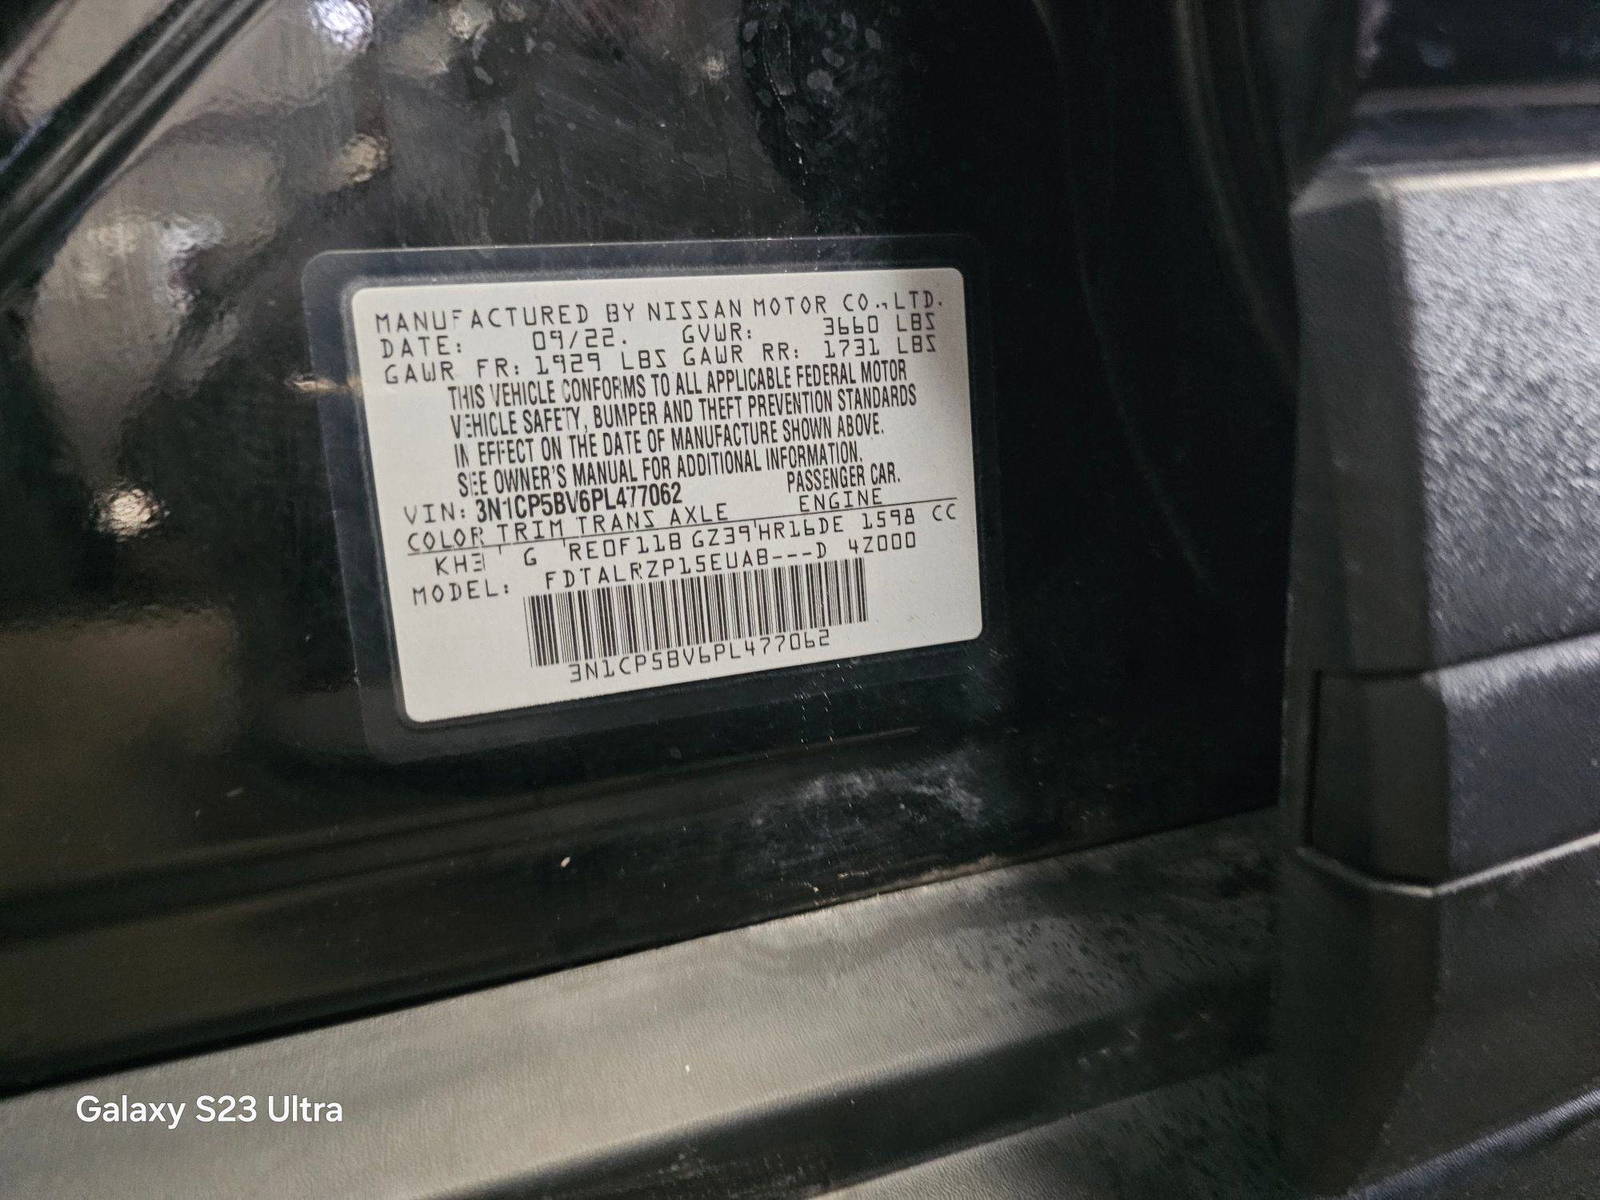 MANUFACTURED BY NISSAN MOTOR CO.,LTD.
DATE: 09/22. GVWR: 3660 LBS
GAWR FR: 1929 LBS GAWR RR: 1731 LBS
THIS VEHICLE CONFORMS TO ALL APPLICABLE FEDERAL MOTOR
VEHICLE SAFETY, BUMPER AND THEFT PREVENTION STANDARDS
IN EFFECT ON THE DATE OF MANUFACTURE SHOWN ABOVE.
SEE OWNER'S MANUAL FOR ADDITIONAL INFORMATION.
VIN: 3N1CP5BV6PL477062 PASSENGER CAR.
COLOR TRIM TRANS AXLE ENGINE
KH3 G RE0F11B GZ39 HR16DE 1598 CC
MODEL: FDTALRZP15EUAB---D 4Z000
3N1CP5BV6PL477062
Galaxy S23 Ultra